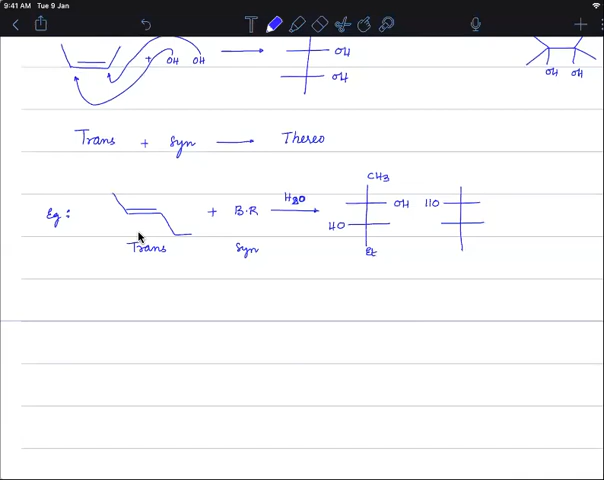 9:41 AM Tue 9 Jan
+ OH OH OH
OH
OH OH
Trans + Syn Thereo
Eg: + B.R H2O CH3
OH HO
HO
Trans Syn Et